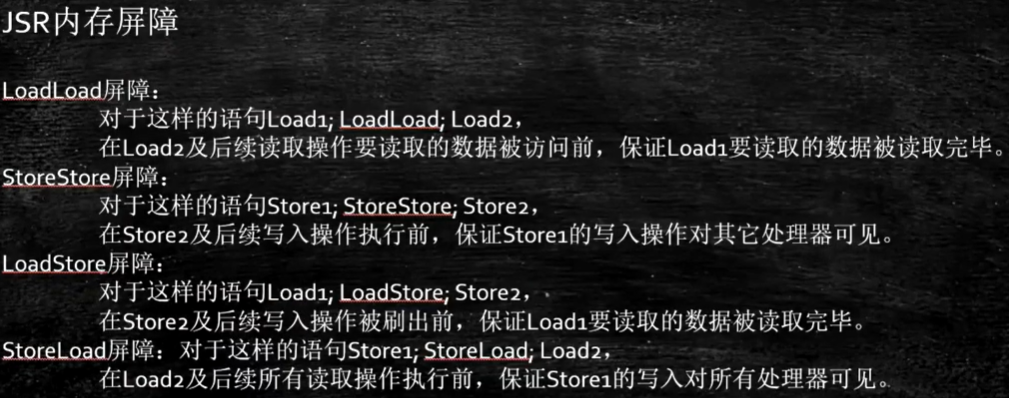 JSR内存屏障
LoadLoad屏障：
对于这样的语句Load1; LoadLoad; Load2，
在Load2及后续读取操作要读取的数据被访问前，保证Load1要读取的数据被读取完毕。
StoreStore屏障：
对于这样的语句Store1; StoreStore; Store2，
在Store2及后续写入操作执行前，保证Store1的写入操作对其它处理器可见。
LoadStore屏障：
对于这样的语句Load1; LoadStore; Store2，
在Store2及后续写入操作被刷出前，保证Load1要读取的数据被读取完毕。
StoreLoad屏障：对于这样的语句Store1; StoreLoad; Load2，
在Load2及后续所有读取操作执行前，保证Store1的写入对所有处理器可见。